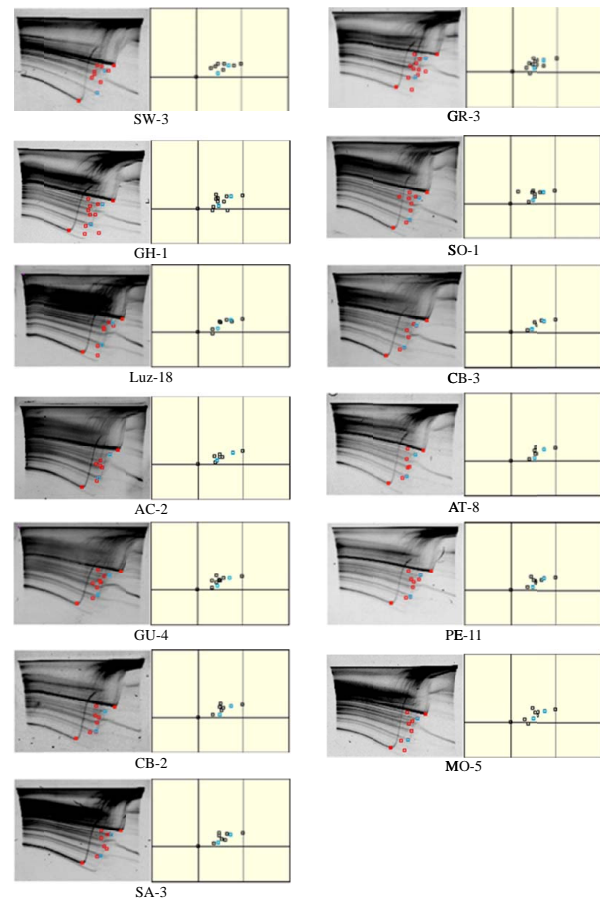 SW-3
GR-3
GH-1
SO-1
Luz-18
CB-3
AC-2
AT-8
GU-4
PE-11
CB-2
MO-5
SA-3